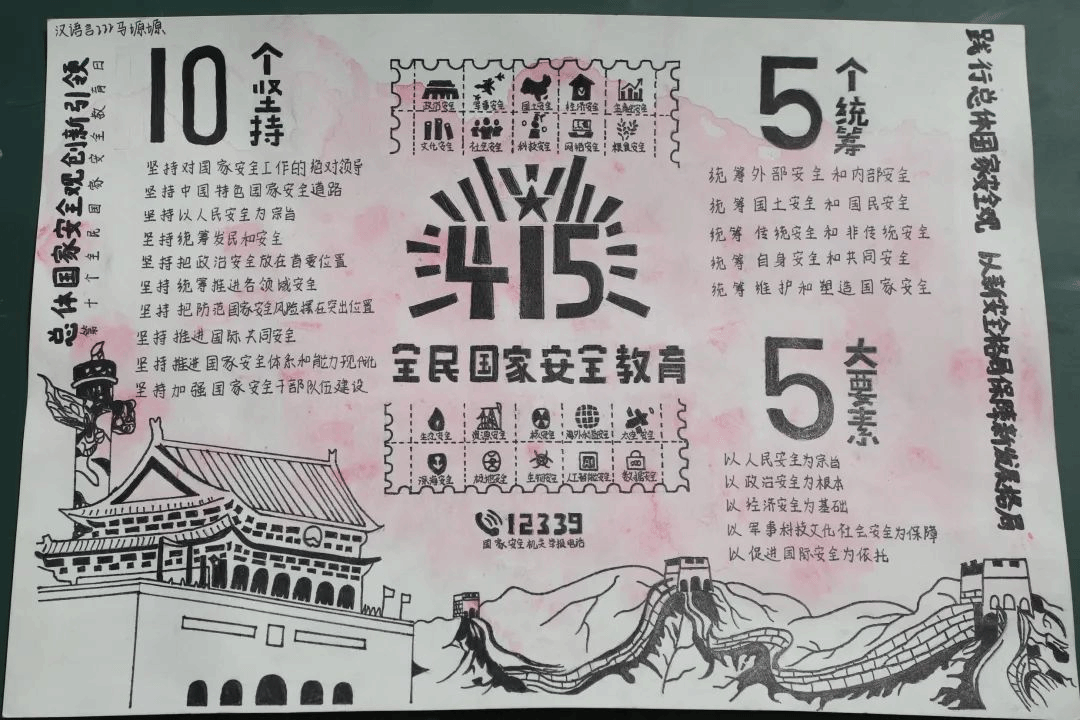 汉语言222马塬塬
总体国家安全观创新引领
第十个全民国家安全教育日
10个坚持
坚持对国家安全工作的绝对领导
坚持中国特色国家安全道路
坚持以人民安全为宗旨
坚持统筹发民和安全
坚持把政治安全放在首要位置
坚持统筹推进各领域安全
坚持把防范国家安全风险摆在突出位置
坚持推进国际共同安全
坚持推进国家安全体系和能力现代化
坚持加强国家安全干部队伍建设
政治安全 军事安全 国土安全 经济安全 金融安全
文化安全 社会安全 科技安全 网络安全 粮食安全
415
全民国家安全教育
生态安全 资源安全 核安全 海外利益安全 太空安全
深海安全 极地安全 生物安全 人工智能安全 数据安全
12339
国家安全机关举报电话
5个统筹
统筹外部安全和内部安全
统筹国土安全和国民安全
统筹传统安全和非传统安全
统筹自身安全和共同安全
统筹维护和塑造国家安全
5大要素
以人民安全为宗旨
以政治安全为根本
以经济安全为基础
以军事科技文化社会安全为保障
以促进国际安全为依托
践行总体国家安全观 以新安全格局保障新发展格局